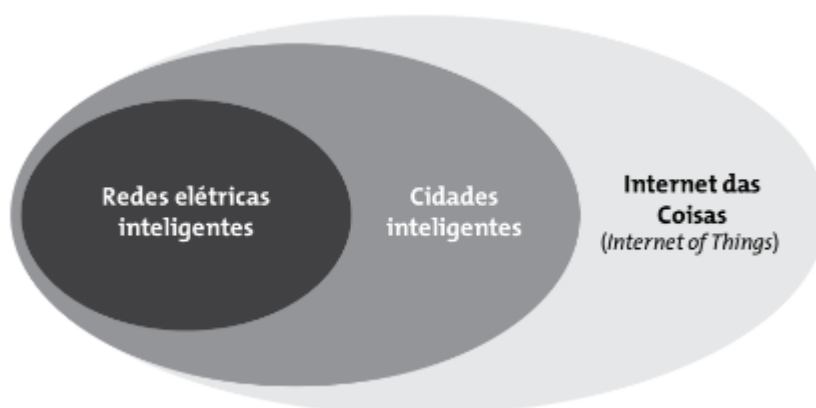 Redes elétricas
inteligentes
Cidades
inteligentes
Internet das
Coisas
(Internet of Things)